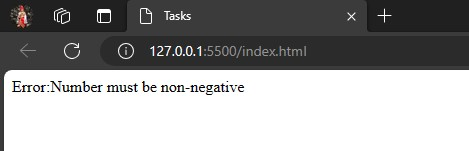 Tasks
127.0.0.1:5500/index.html
Error:Number must be non-negative